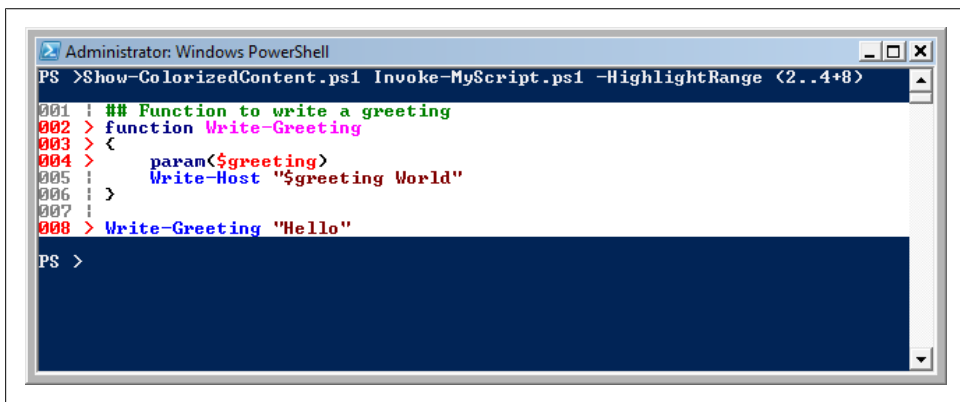 Administrator: Windows PowerShell
PS >Show-ColorizedContent.ps1 Invoke-MyScript.ps1 -HighlightRange (2..4+8)
001 | ## Function to write a greeting
002 > function Write-Greeting
003 > {
004 >     param($greeting)
005 |     Write-Host "$greeting World"
006 | }
007 |
008 > Write-Greeting "Hello"
PS >